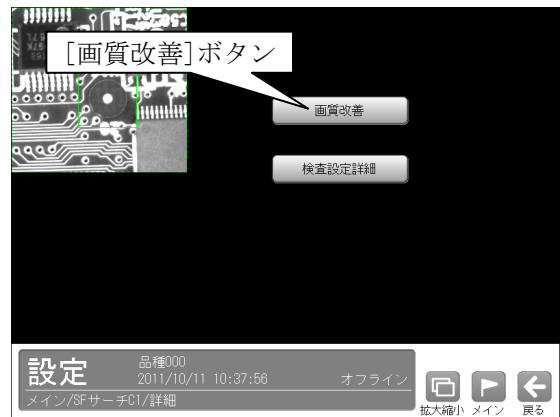 [画質改善]ボタン
画質改善
検査設定詳細
設定
品種000
2011/10/11 10:37:56
オフライン
メイン/SFサーチC1/詳細
拡大縮小 メイン 戻る